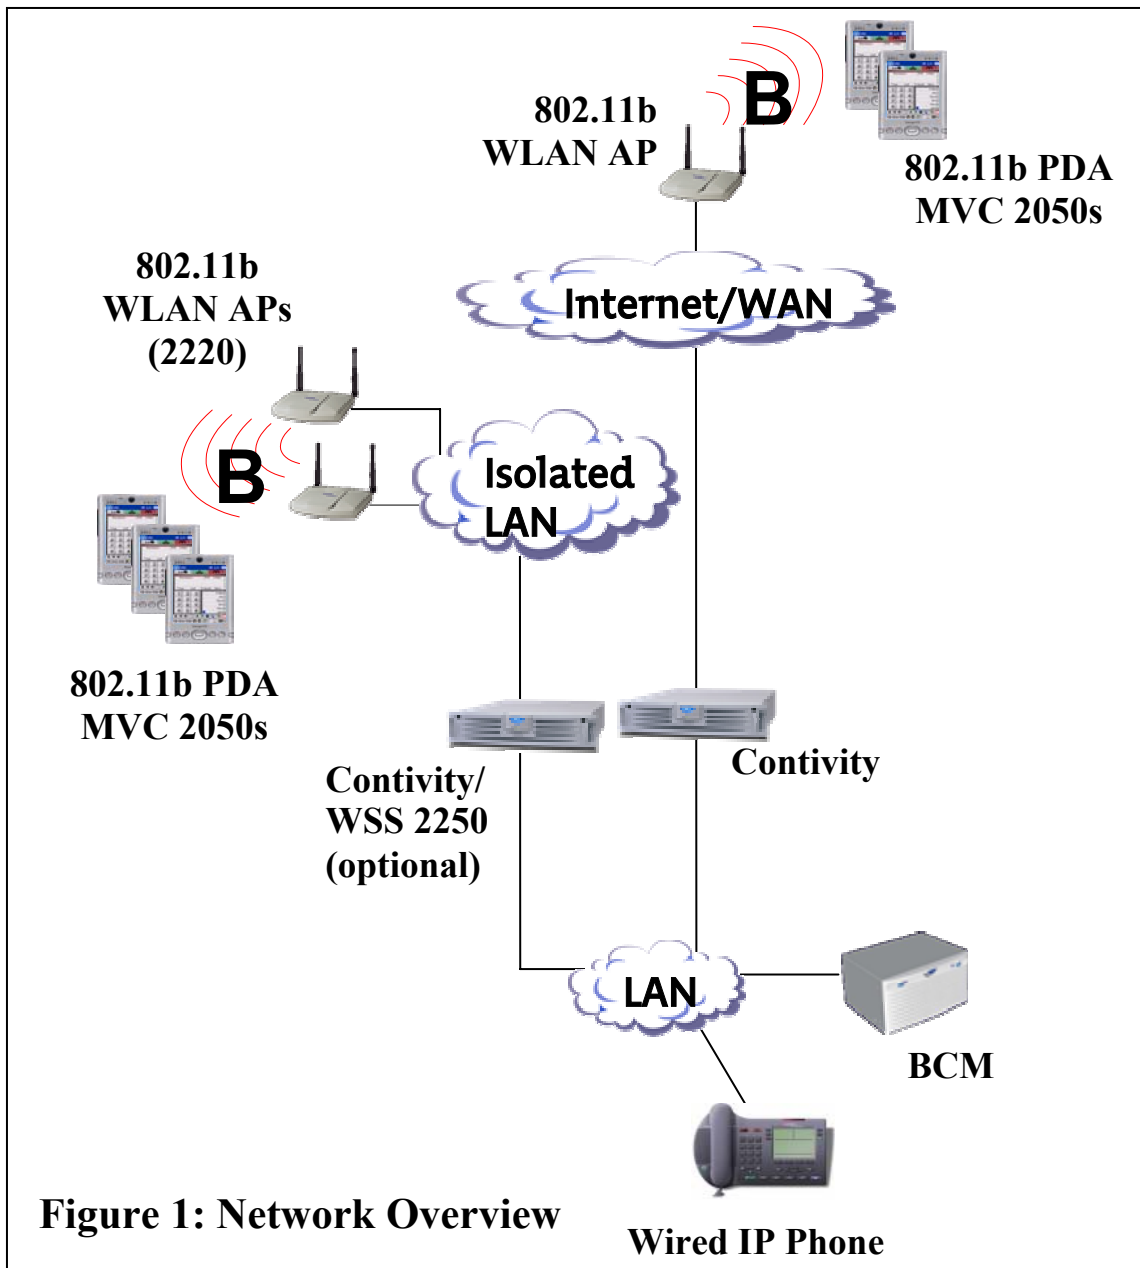 802.11b
WLAN AP
B
802.11b PDA
MVC 2050s
Internet/WAN
802.11b
WLAN APs
(2220)
B
Isolated
LAN
802.11b PDA
MVC 2050s
Contivity/
WSS 2250
(optional)
Contivity
LAN
BCM
Wired IP Phone
Figure 1: Network Overview